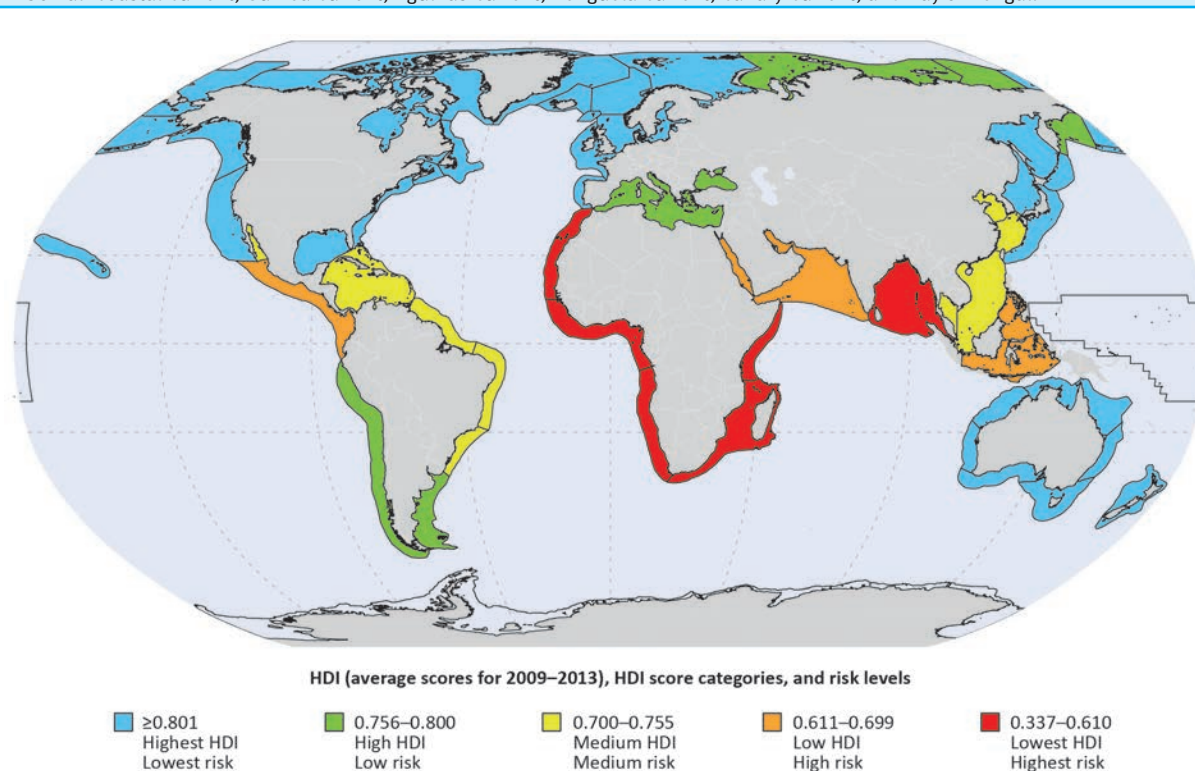 HDI (average scores for 2009–2013), HDI score categories, and risk levels
≥0.801
Highest HDI
Lowest risk
0.756–0.800
High HDI
Low risk
0.700–0.755
Medium HDI
Medium risk
0.611–0.699
Low HDI
High risk
0.337–0.610
Lowest HDI
Highest risk